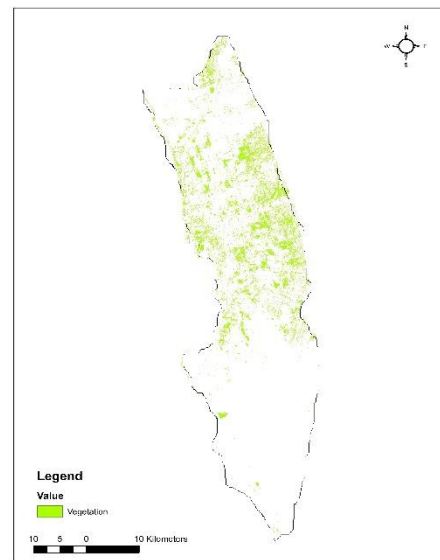 N
W E
S
Legend
Value
Vegetation
10 5 0 10 Kilometers